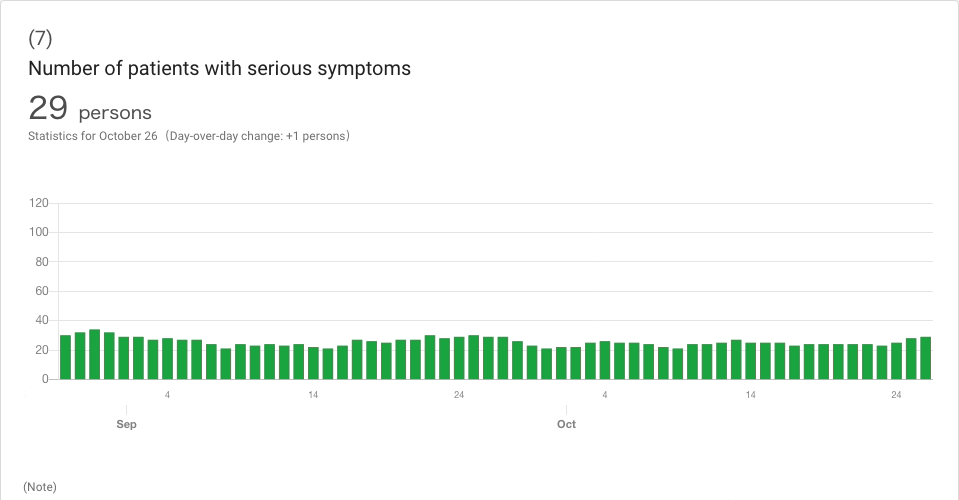 (7)
Number of patients with serious symptoms
29 persons
Statistics for October 26（Day-over-day change: +1 persons）
120
100
80
60
40
20
0
4 14 24 4 14 24
Sep Oct
(Note)